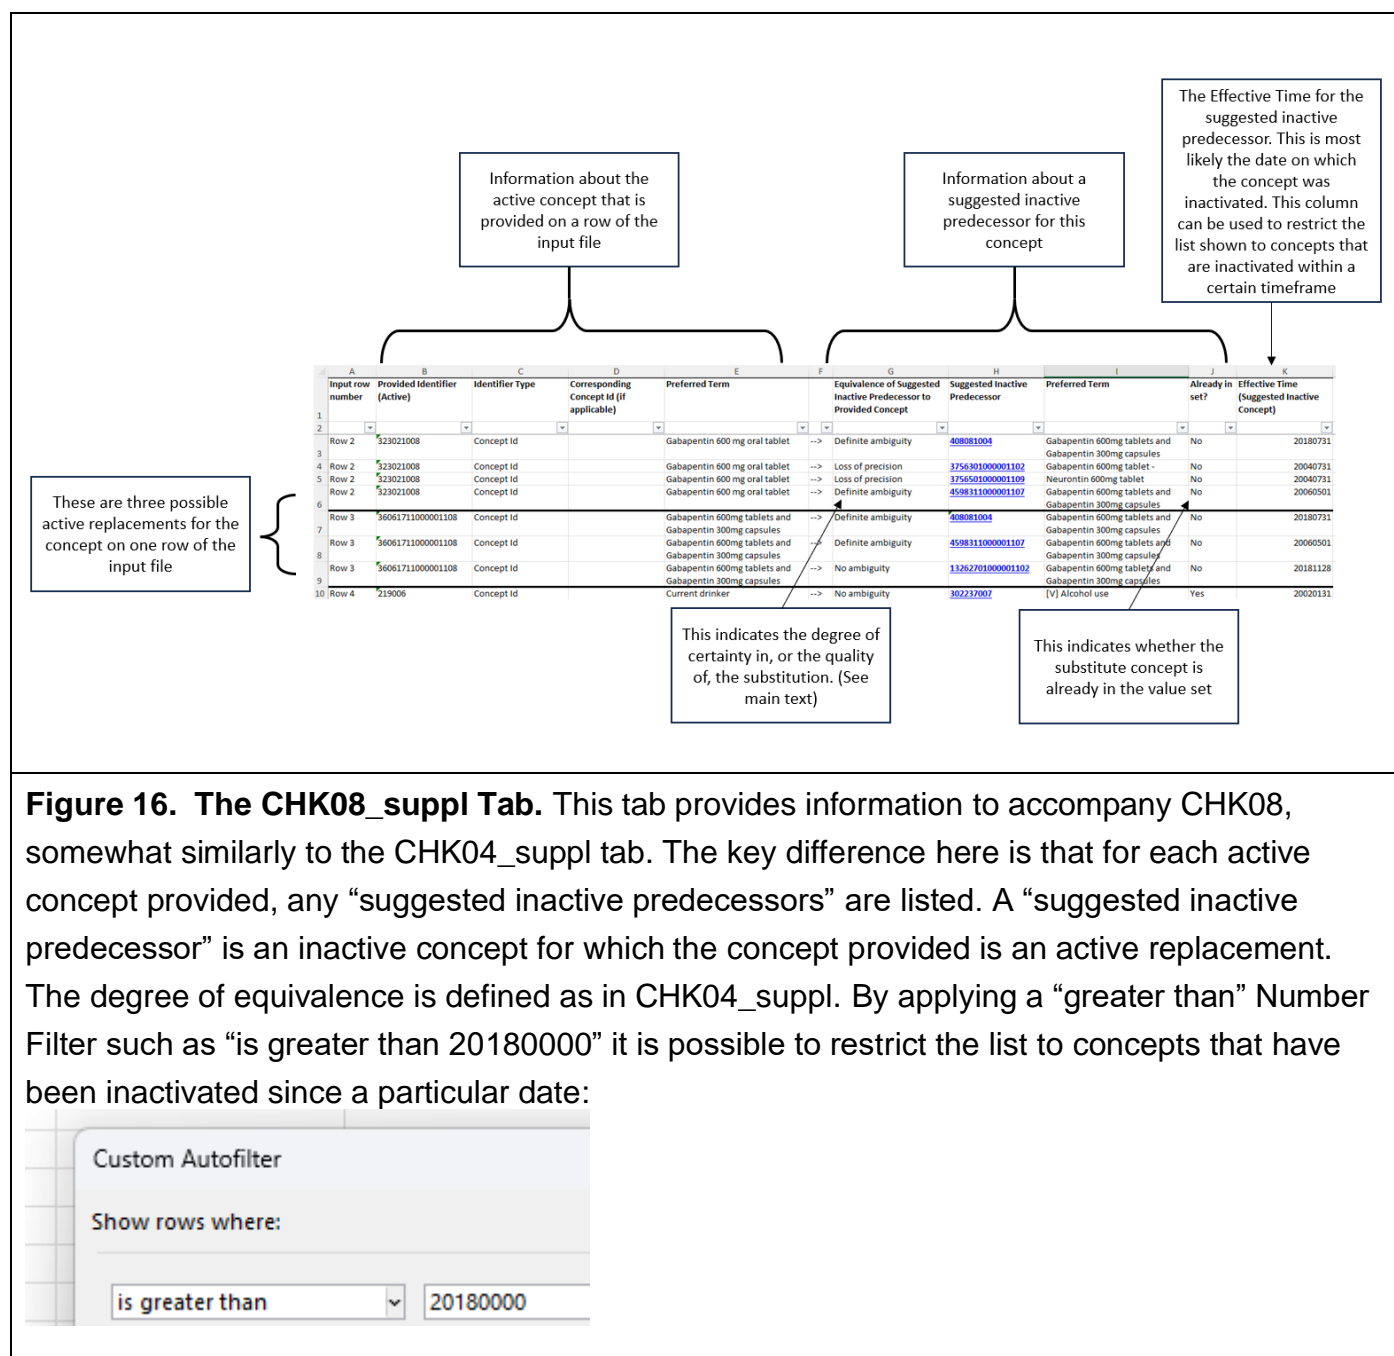 The Effective Time for the
suggested inactive
predecessor. This is most
likely the date on which
the concept was
inactivated. This column
can be used to restrict the
list shown to concepts that
are inactivated within a
certain timeframe
Information about the
active concept that is
provided on a row of the
input file
Information about a
suggested inactive
predecessor for this
concept
A B C D E F G H I J K
Input row Provided Identifier Identifier Type Corresponding Preferred Term Equivalence of Suggested Suggested Inactive Preferred Term Already in Effective Time
number (Active) Concept Id (if Inactive Predecessor to Predecessor set? (Suggested Inactive
applicable) Provided Concept Concept)
1
2
Row 2 323021008 Concept Id Gabapentin 600 mg oral tablet --> Definite ambiguity 408081004 Gabapentin 600mg tablets and No 20180731
3 Gabapentin 300mg capsules
4 Row 2 323021008 Concept Id Gabapentin 600 mg oral tablet --> Loss of precision 3756301000001102 Gabapentin 600mg tablet - No 20040731
5 Row 2 323021008 Concept Id Gabapentin 600 mg oral tablet --> Loss of precision 3756501000001109 Neurontin 600mg tablet No 20040731
Row 2 323021008 Concept Id Gabapentin 600 mg oral tablet --> Definite ambiguity 4598311000001107 Gabapentin 600mg tablets and No 20060501
6 Gabapentin 300mg capsules
Row 3 36061711000001108 Concept Id Gabapentin 600mg tablets and --> Definite ambiguity 408081004 Gabapentin 600mg tablets and No 20180731
7 Gabapentin 300mg capsules Gabapentin 300mg capsules
Row 3 36061711000001108 Concept Id Gabapentin 600mg tablets and --> Definite ambiguity 4598311000001107 Gabapentin 600mg tablets and No 20060501
8 Gabapentin 300mg capsules Gabapentin 300mg capsules
Row 3 36061711000001108 Concept Id Gabapentin 600mg tablets and --> No ambiguity 13262701000001102 Gabapentin 600mg tablets and No 20181128
9 Gabapentin 300mg capsules Gabapentin 300mg capsules
10 Row 4 219006 Concept Id Current drinker --> No ambiguity 302237007 [V] Alcohol use Yes 20020131
These are three possible
active replacements for the
concept on one row of the
input file
This indicates the degree of
certainty in, or the quality
of, the substitution. (See
main text)
This indicates whether the
substitute concept is
already in the value set
Figure 16. The CHK08_suppl Tab. This tab provides information to accompany CHK08,
somewhat similarly to the CHK04_suppl tab. The key difference here is that for each active
concept provided, any “suggested inactive predecessors” are listed. A “suggested inactive
predecessor” is an inactive concept for which the concept provided is an active replacement.
The degree of equivalence is defined as in CHK04_suppl. By applying a “greater than” Number
Filter such as “is greater than 20180000” it is possible to restrict the list to concepts that have
been inactivated since a particular date:
Custom Autofilter
Show rows where:
is greater than 20180000